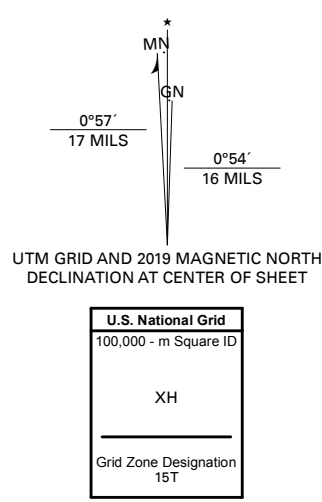 ★
MN
GN
0°57´
17 MILS
0°54´
16 MILS
UTM GRID AND 2019 MAGNETIC NORTH
DECLINATION AT CENTER OF SHEET
U.S. National Grid
100,000 - m Square ID
XH
Grid Zone Designation
15T